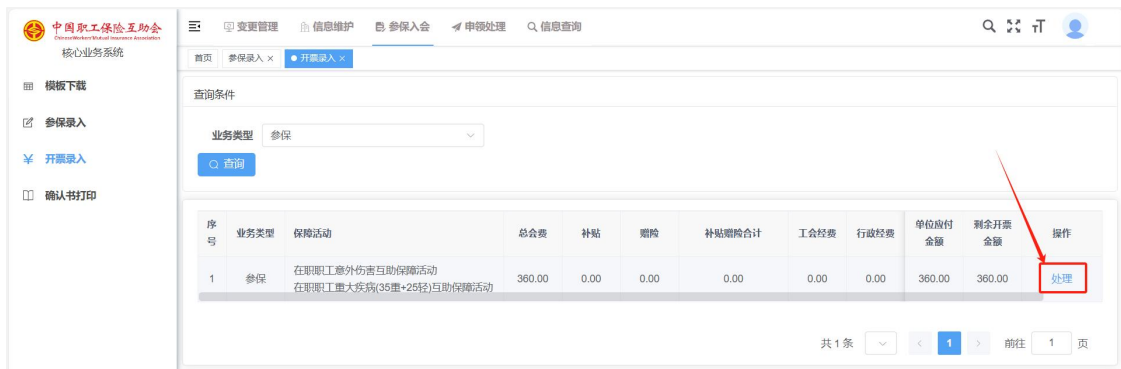 中国职工保险互助会
ChineseWorkers'Mutual Insurance Association
核心业务系统
变更管理 信息维护 参保入会 申领处理 信息查询
首页 参保录入 × 开票录入 ×
模板下载
参保录入
开票录入
确认书打印
查询条件
业务类型 参保
查询
序号 业务类型 保障活动 总会费 补贴 赠险 补贴赠险合计 工会经费 行政经费 单位应付金额 剩余开票金额 操作
1 参保 在职职工意外伤害互助保障活动 360.00 0.00 0.00 0.00 0.00 0.00 360.00 360.00 处理
在职职工重大疾病(35重+25轻)互助保障活动
共 1 条 < 1 > 前往 1 页